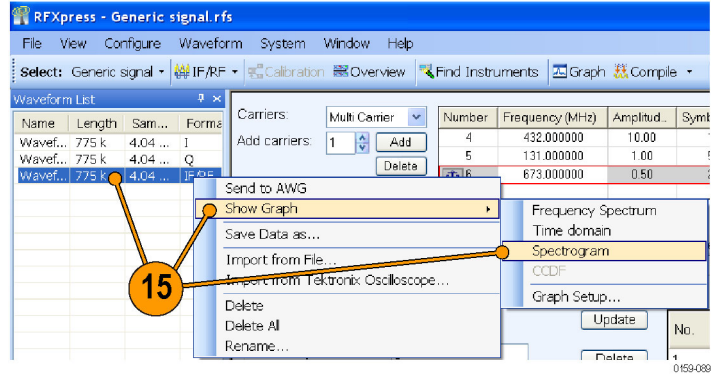 RFXpress - Generic signal.rfs
File View Configure Waveform System Window Help
Select: Generic signal IF/RF Calibration Overview Find Instruments Graph Compile
Waveform List
Name Length Sam... Forma
Wavef... 775 k 4.04 ... I
Wavef... 775 k 4.04 ... Q
Wavef... 775 k 4.04 ... IF/RF
Carriers: Multi Carrier
Add carriers: 1 Add
Delete
Number Frequency (MHz) Amplitud... Symb
4 432.000000 10.00
5 131.000000 1.00
6 673.000000 0.50
Send to AWG
Show Graph
Save Data as...
Import from File...
Import from Tektronix Oscilloscope...
Delete
Delete All
Rename...
Frequency Spectrum
Time domain
Spectrogram
CCDF
Graph Setup...
15
Update
No.
Delete 1
0159-089